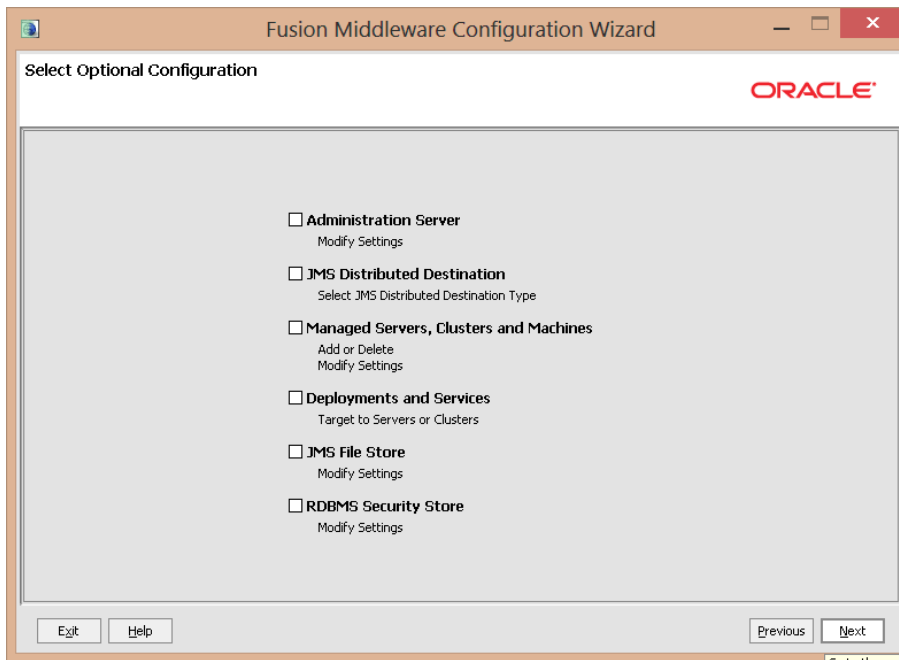 Fusion Middleware Configuration Wizard
Select Optional Configuration
ORACLE
Administration Server
Modify Settings
JMS Distributed Destination
Select JMS Distributed Destination Type
Managed Servers, Clusters and Machines
Add or Delete
Modify Settings
Deployments and Services
Target to Servers or Clusters
JMS File Store
Modify Settings
RDBMS Security Store
Modify Settings
Exit Help Previous Next